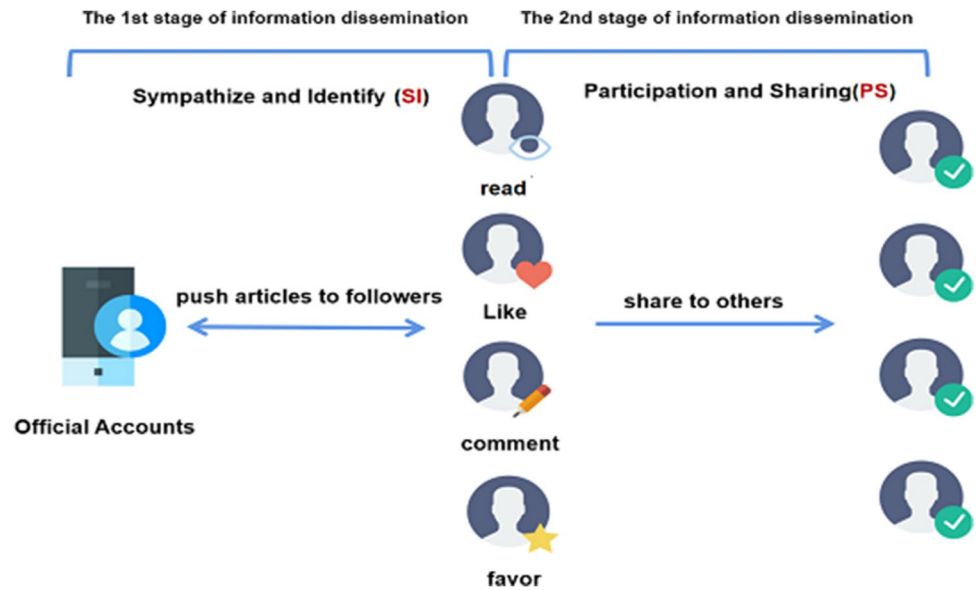 The 1st stage of information dissemination
The 2nd stage of information dissemination
Sympathize and Identify (SI)
Participation and Sharing(PS)
read
push articles to followers
Like
share to others
Official Accounts
comment
favor